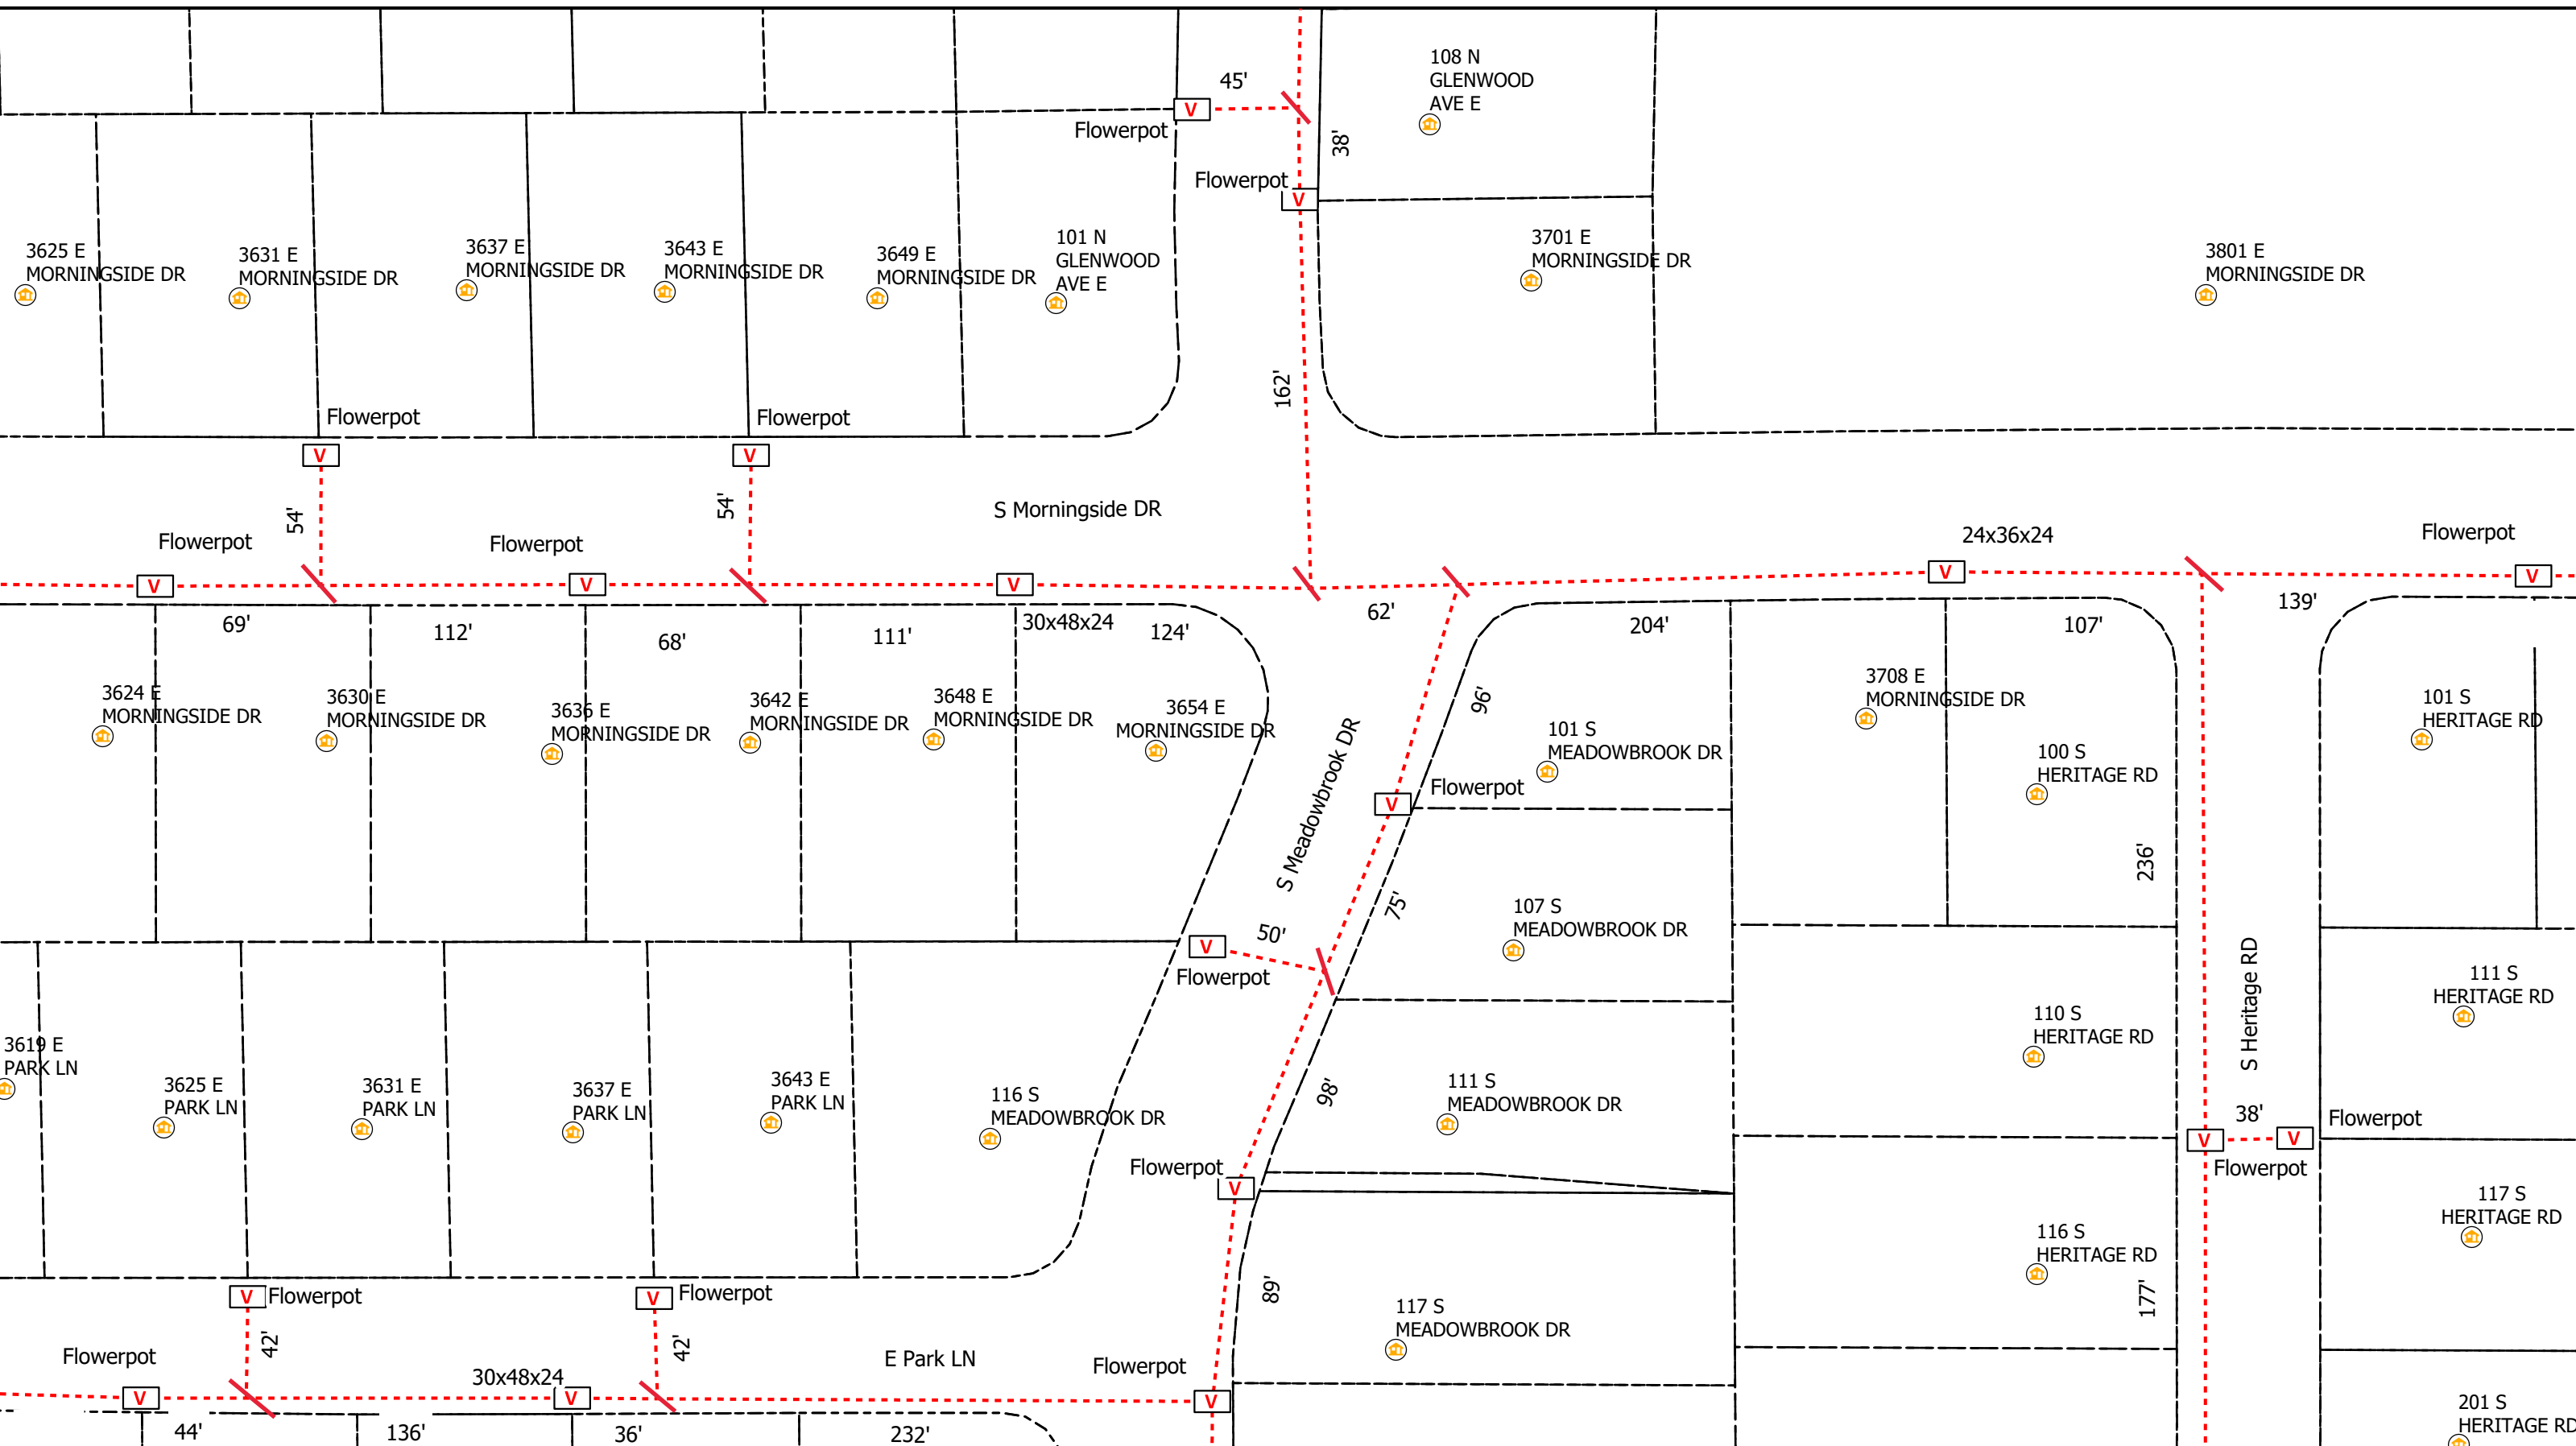 108 N
GLENWOOD
AVE E
45'
V
Flowerpot
38'
Flowerpot
V
3625 E
MORNINGSIDE DR
3631 E
MORNINGSIDE DR
3637 E
MORNINGSIDE DR
3643 E
MORNINGSIDE DR
3649 E
MORNINGSIDE DR
101 N
GLENWOOD
AVE E
3701 E
MORNINGSIDE DR
3801 E
MORNINGSIDE DR
162'
Flowerpot
Flowerpot
V
V
54'
54'
S Morningside DR
Flowerpot
Flowerpot
24x36x24
Flowerpot
V
V
V
V
V
69'
112'
68'
111'
30x48x24
124'
62'
204'
107'
139'
3624 E
MORNINGSIDE DR
3630 E
MORNINGSIDE DR
3636 E
MORNINGSIDE DR
3642 E
MORNINGSIDE DR
3648 E
MORNINGSIDE DR
3654 E
MORNINGSIDE DR
96'
101 S
MEADOWBROOK DR
3708 E
MORNINGSIDE DR
100 S
HERITAGE RD
101 S
HERITAGE RD
S Meadowbrook DR
V
Flowerpot
236'
75'
107 S
MEADOWBROOK DR
V
50'
Flowerpot
S Heritage RD
111 S
HERITAGE RD
110 S
HERITAGE RD
3619 E
PARK LN
3625 E
PARK LN
3631 E
PARK LN
3637 E
PARK LN
3643 E
PARK LN
116 S
MEADOWBROOK DR
98'
111 S
MEADOWBROOK DR
38'
V
V
Flowerpot
Flowerpot
Flowerpot
V
117 S
HERITAGE RD
116 S
HERITAGE RD
V
Flowerpot
V
Flowerpot
89'
177'
117 S
MEADOWBROOK DR
42'
42'
Flowerpot
30x48x24
E Park LN
Flowerpot
V
V
V
44'
136'
36'
232'
201 S
HERITAGE RD